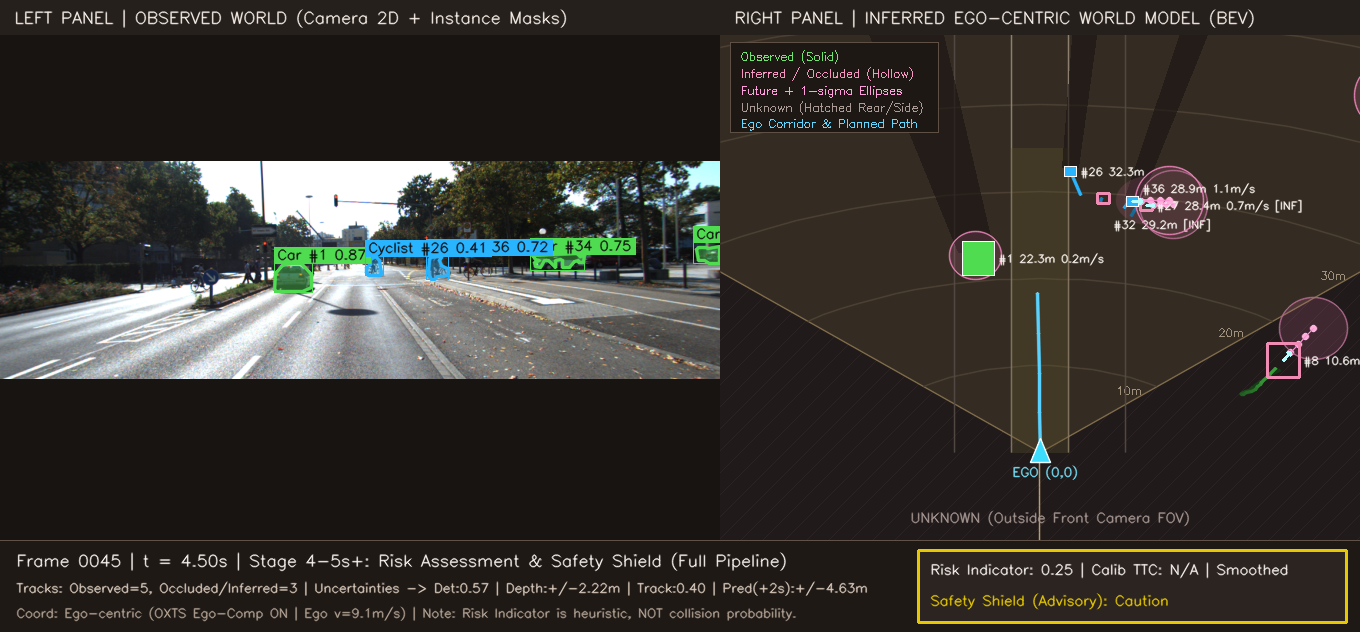 LEFT PANEL | OBSERVED WORLD (Camera 2D + Instance Masks)
RIGHT PANEL | INFERRED EGO-CENTRIC WORLD MODEL (BEV)
Observed (Solid)
Inferred / Occluded (Hollow)
Future + 1-sigma Ellipses
Unknown (Hatched Rear/Side)
Ego Corridor & Planned Path
Car #1 0.87
Cyclist #26 0.41
36 0.72
r #34 0.75
Car
#26 32.3m
#36 28.9m 1.1m/s
#27 28.4m 0.7m/s [INF]
#32 29.2m [INF]
#1 22.3m 0.2m/s
30m
20m
#8 10.6m
10m
EGO (0,0)
UNKNOWN (Outside Front Camera FOV)
Frame 0045 | t = 4.50s | Stage 4-5s+: Risk Assessment & Safety Shield (Full Pipeline)
Tracks: Observed=5, Occluded/Inferred=3 | Uncertainties -> Det:0.57 | Depth:+/-2.22m | Track:0.40 | Pred(+2s):+/-4.63m
Coord: Ego-centric (OXTS Ego-Comp ON | Ego v=9.1m/s) | Note: Risk Indicator is heuristic, NOT collision probability.
Risk Indicator: 0.25 | Calib TTC: N/A | Smoothed
Safety Shield (Advisory): Caution